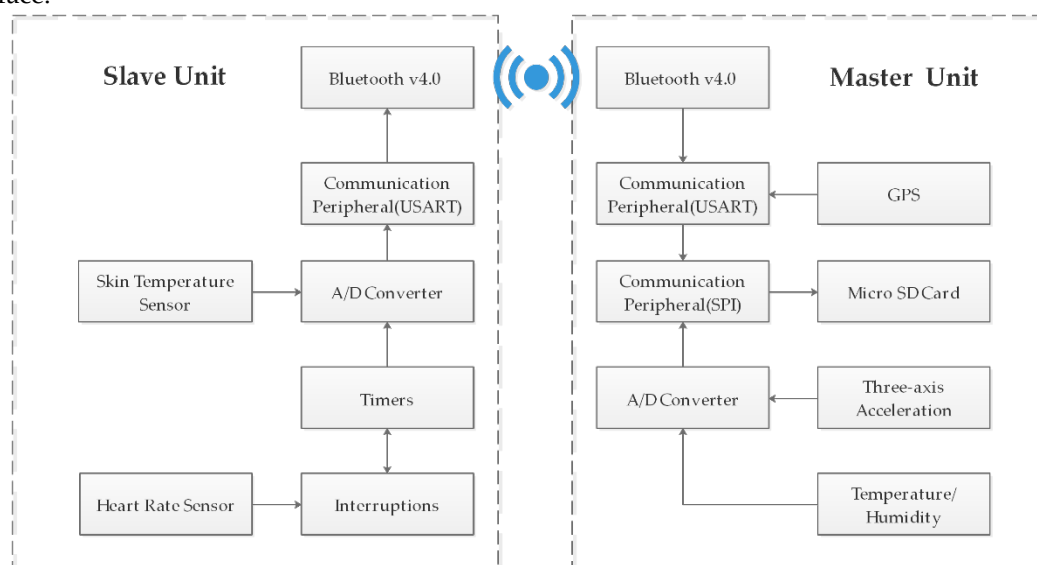 face.
Slave Unit
Bluetooth v4.0
Communication
Peripheral(USART)
Skin Temperature
Sensor
A/D Converter
Timers
Heart Rate Sensor
Interruptions
Bluetooth v4.0
Master Unit
Communication
Peripheral(USART)
GPS
Communication
Peripheral(SPI)
Micro SD Card
A/D Converter
Three-axis
Acceleration
Temperature/
Humidity